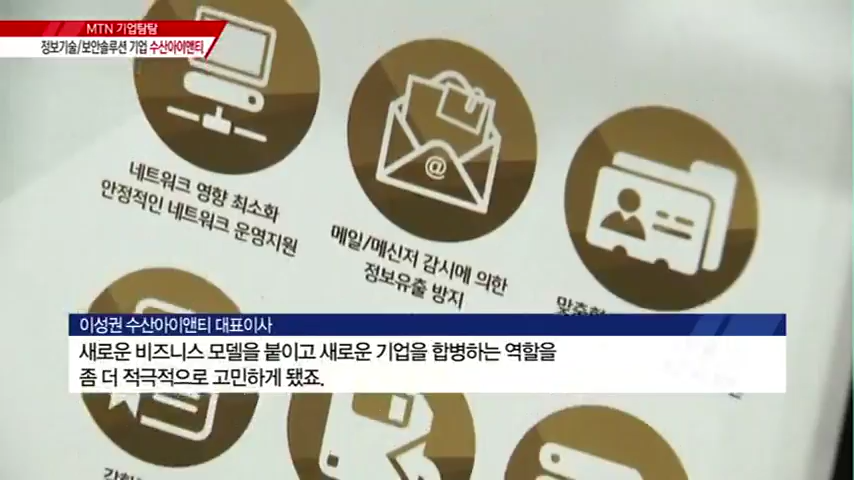 MTN 기업탐탐
정보기술/보안솔루션 기업 수산아이앤티
네트워크 영향 최소화
안정적인 네트워크 운영지원
@
메일/메신저 감시에 의한
정보유출 방지
이성권 수산아이앤티 대표이사
새로운 비즈니스 모델을 붙이고 새로운 기업을 합병하는 역할을
좀 더 적극적으로 고민하게 됐죠.